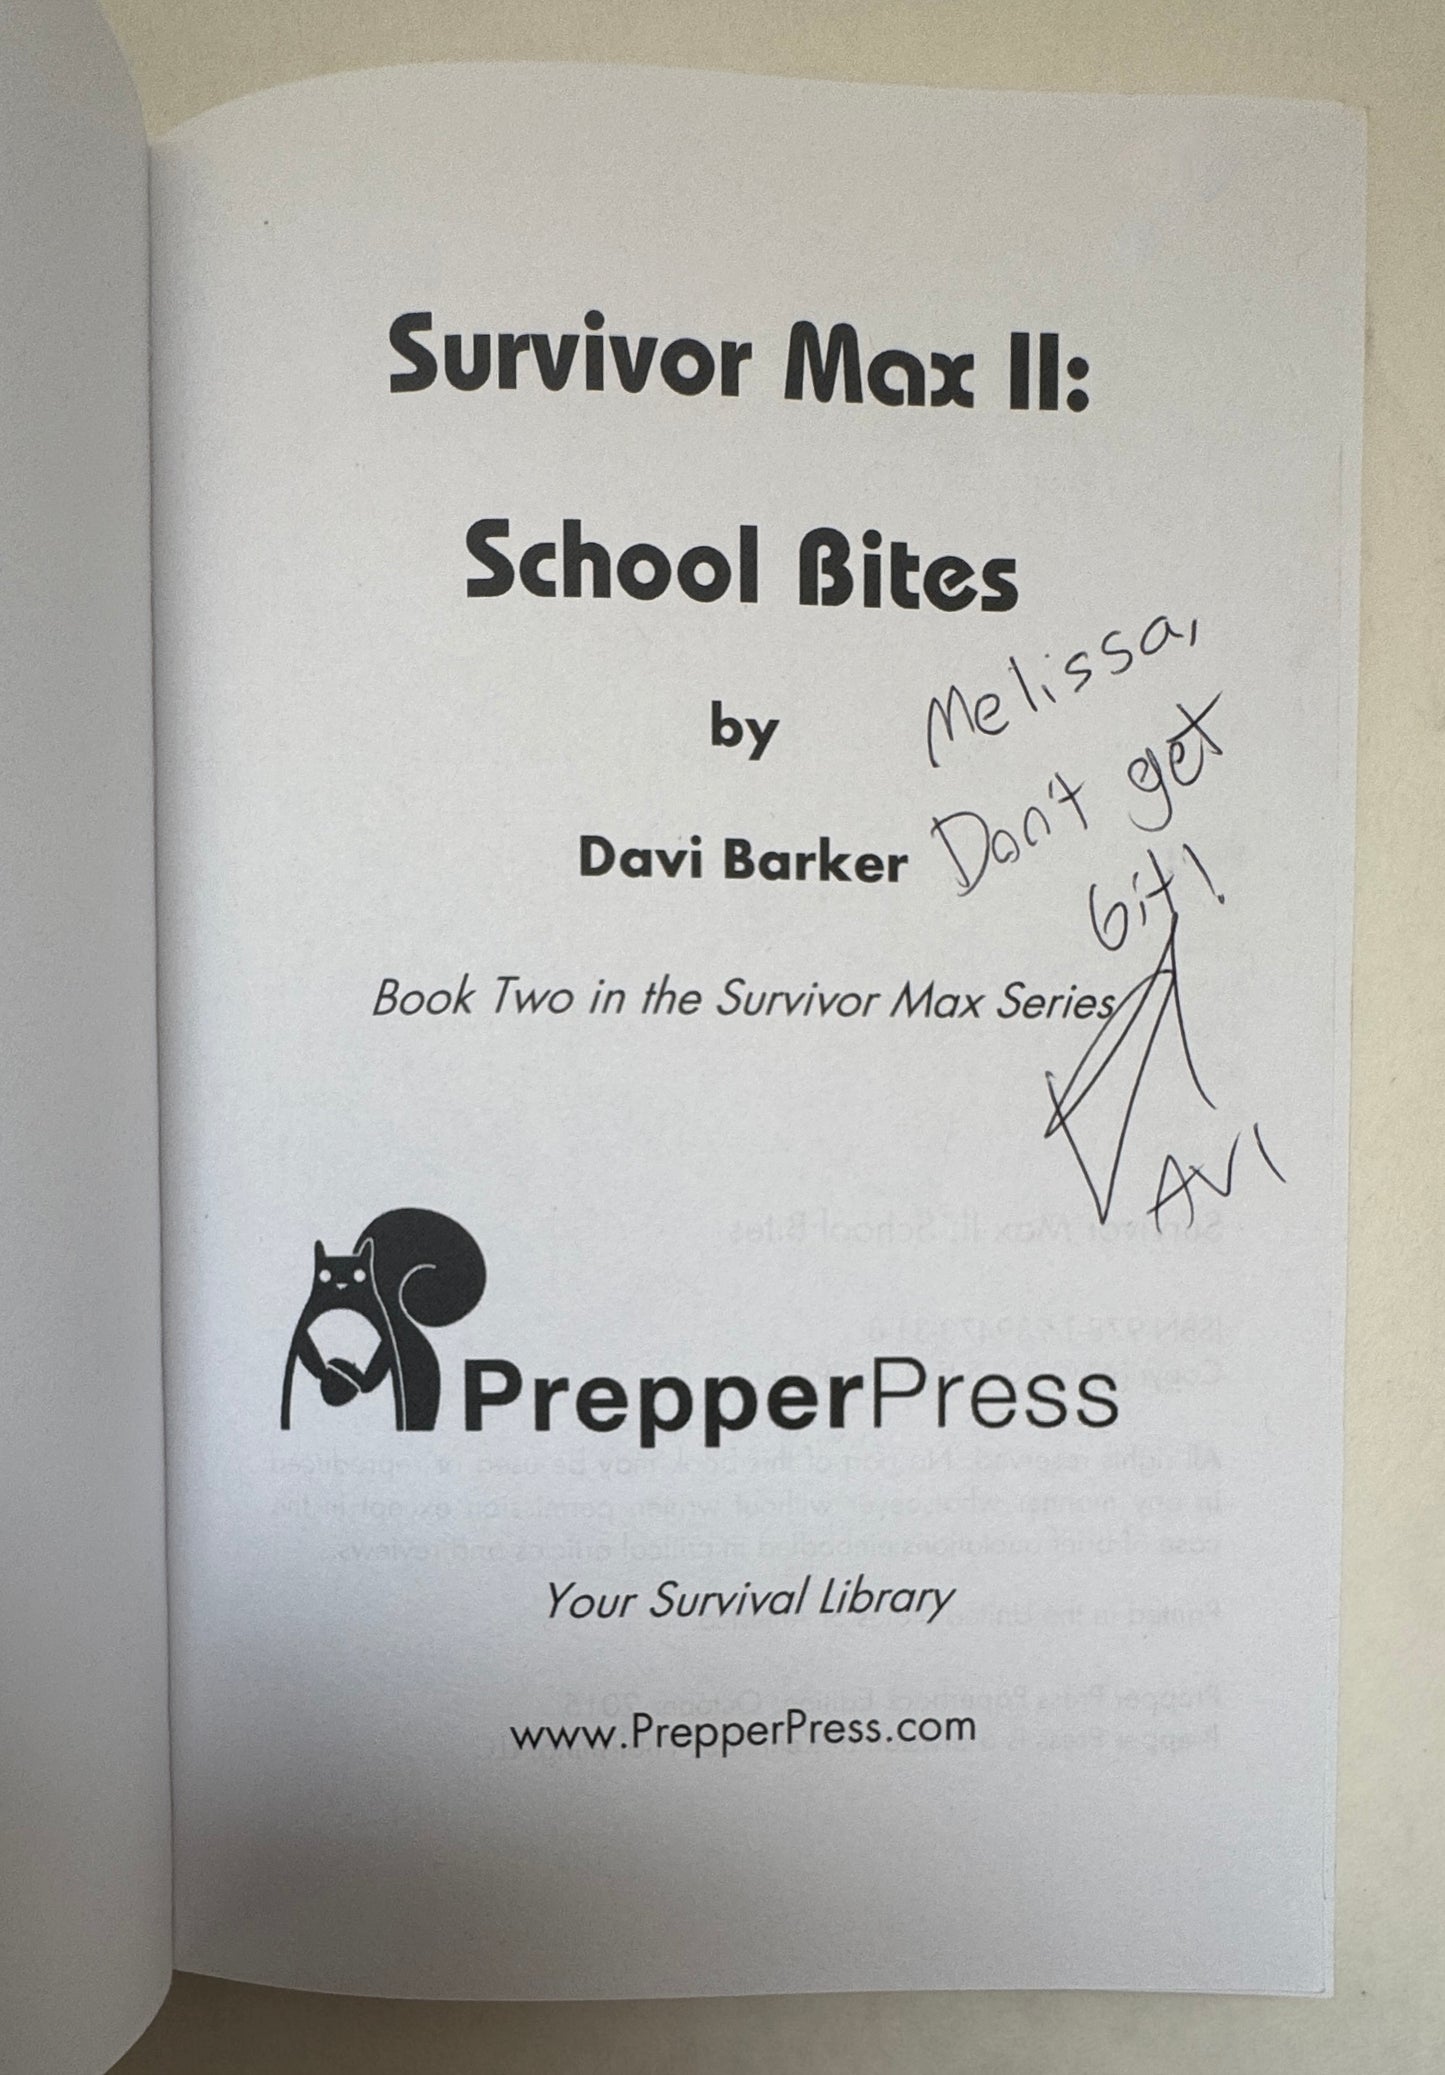 Survivor Max II:
School Bites
by
Davi Barker
Melissa,
Don't get
bit!
DAVI
Book Two in the Survivor Max Series
PrepperPress
Your Survival Library
www.PrepperPress.com